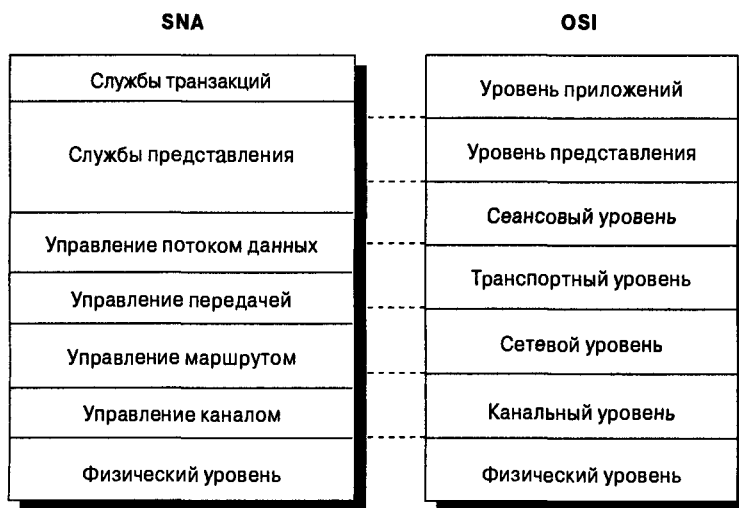 SNA
Службы транзакций
Службы представления
Управление потоком данных
Управление передачей
Управление маршрутом
Управление каналом
Физический уровень
OSI
Уровень приложений
Уровень представления
Сеансовый уровень
Транспортный уровень
Сетевой уровень
Канальный уровень
Физический уровень